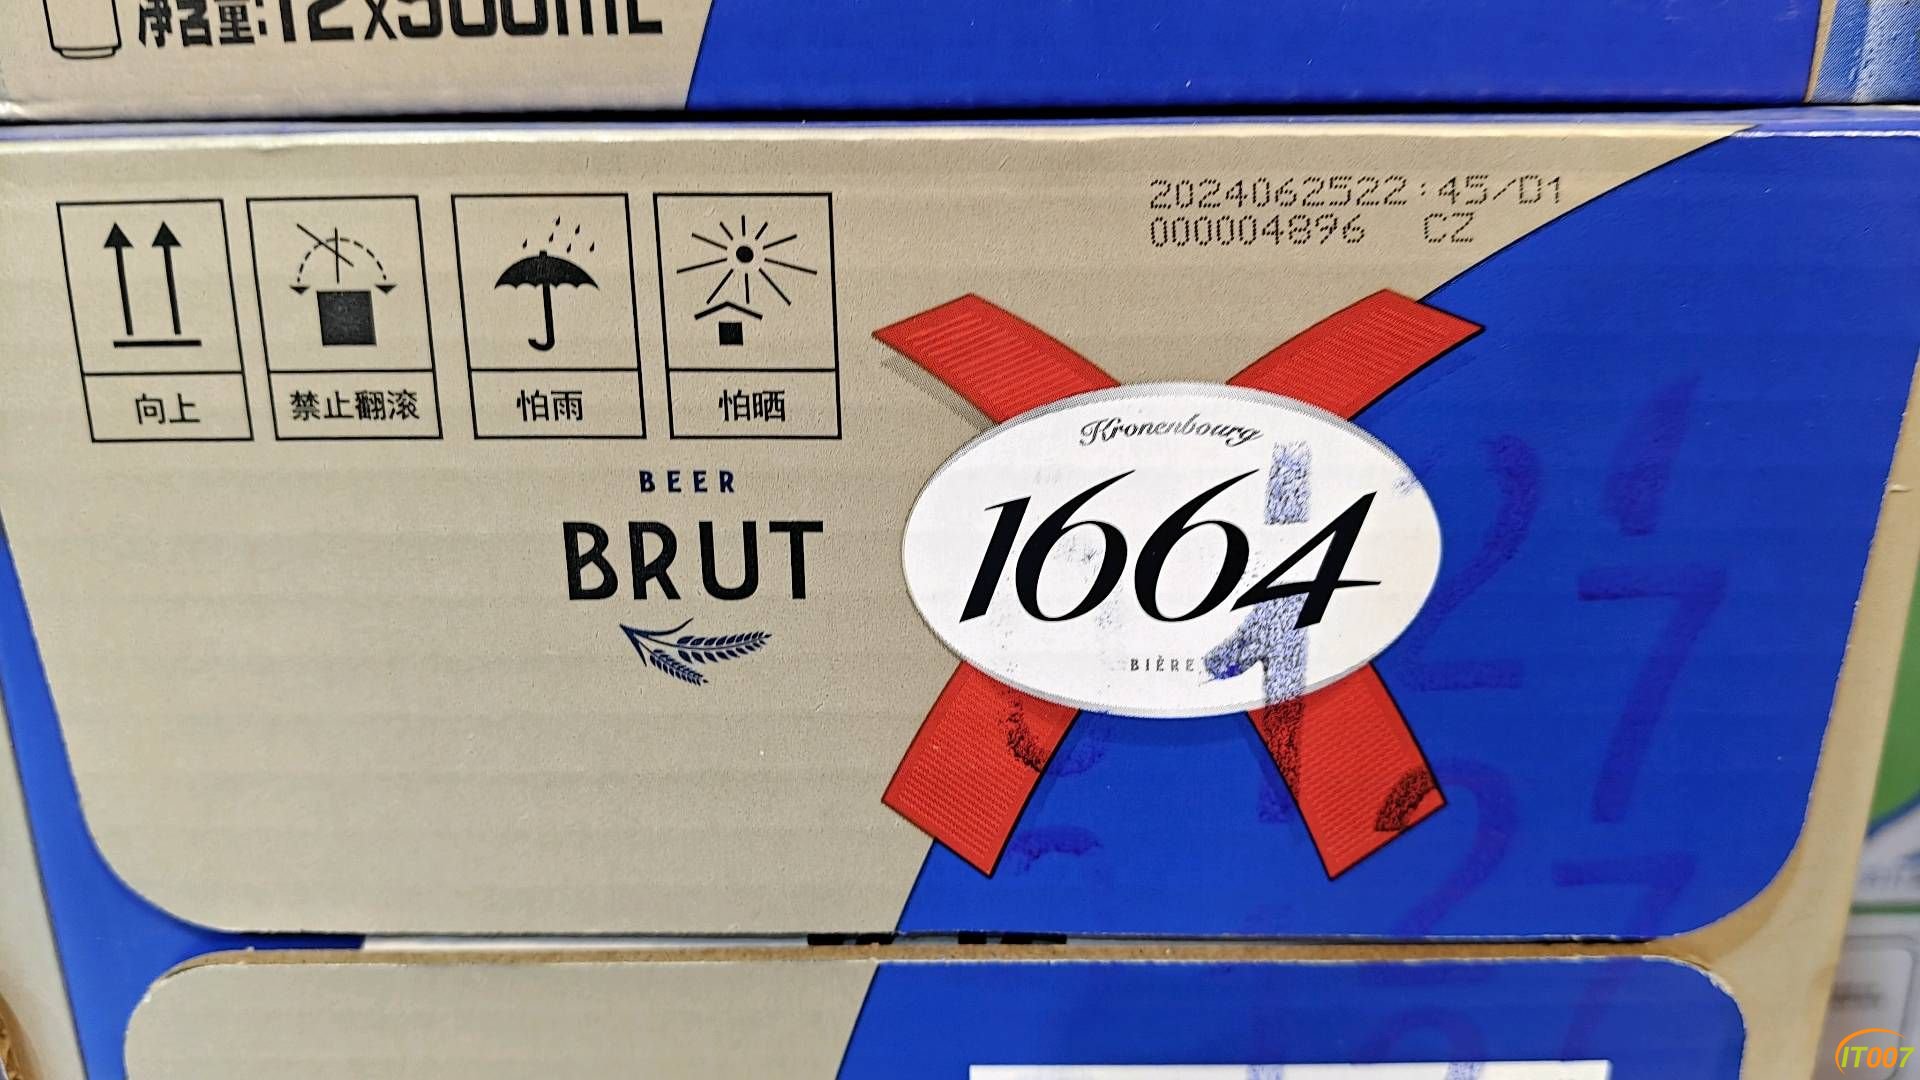 净含量:12x500mL
2024062522:45/D1
000004896 CZ
向上
禁止翻滚
怕雨
怕晒
BEER
BRUT
Kronenbourg
1664
BIÈRE
IT007